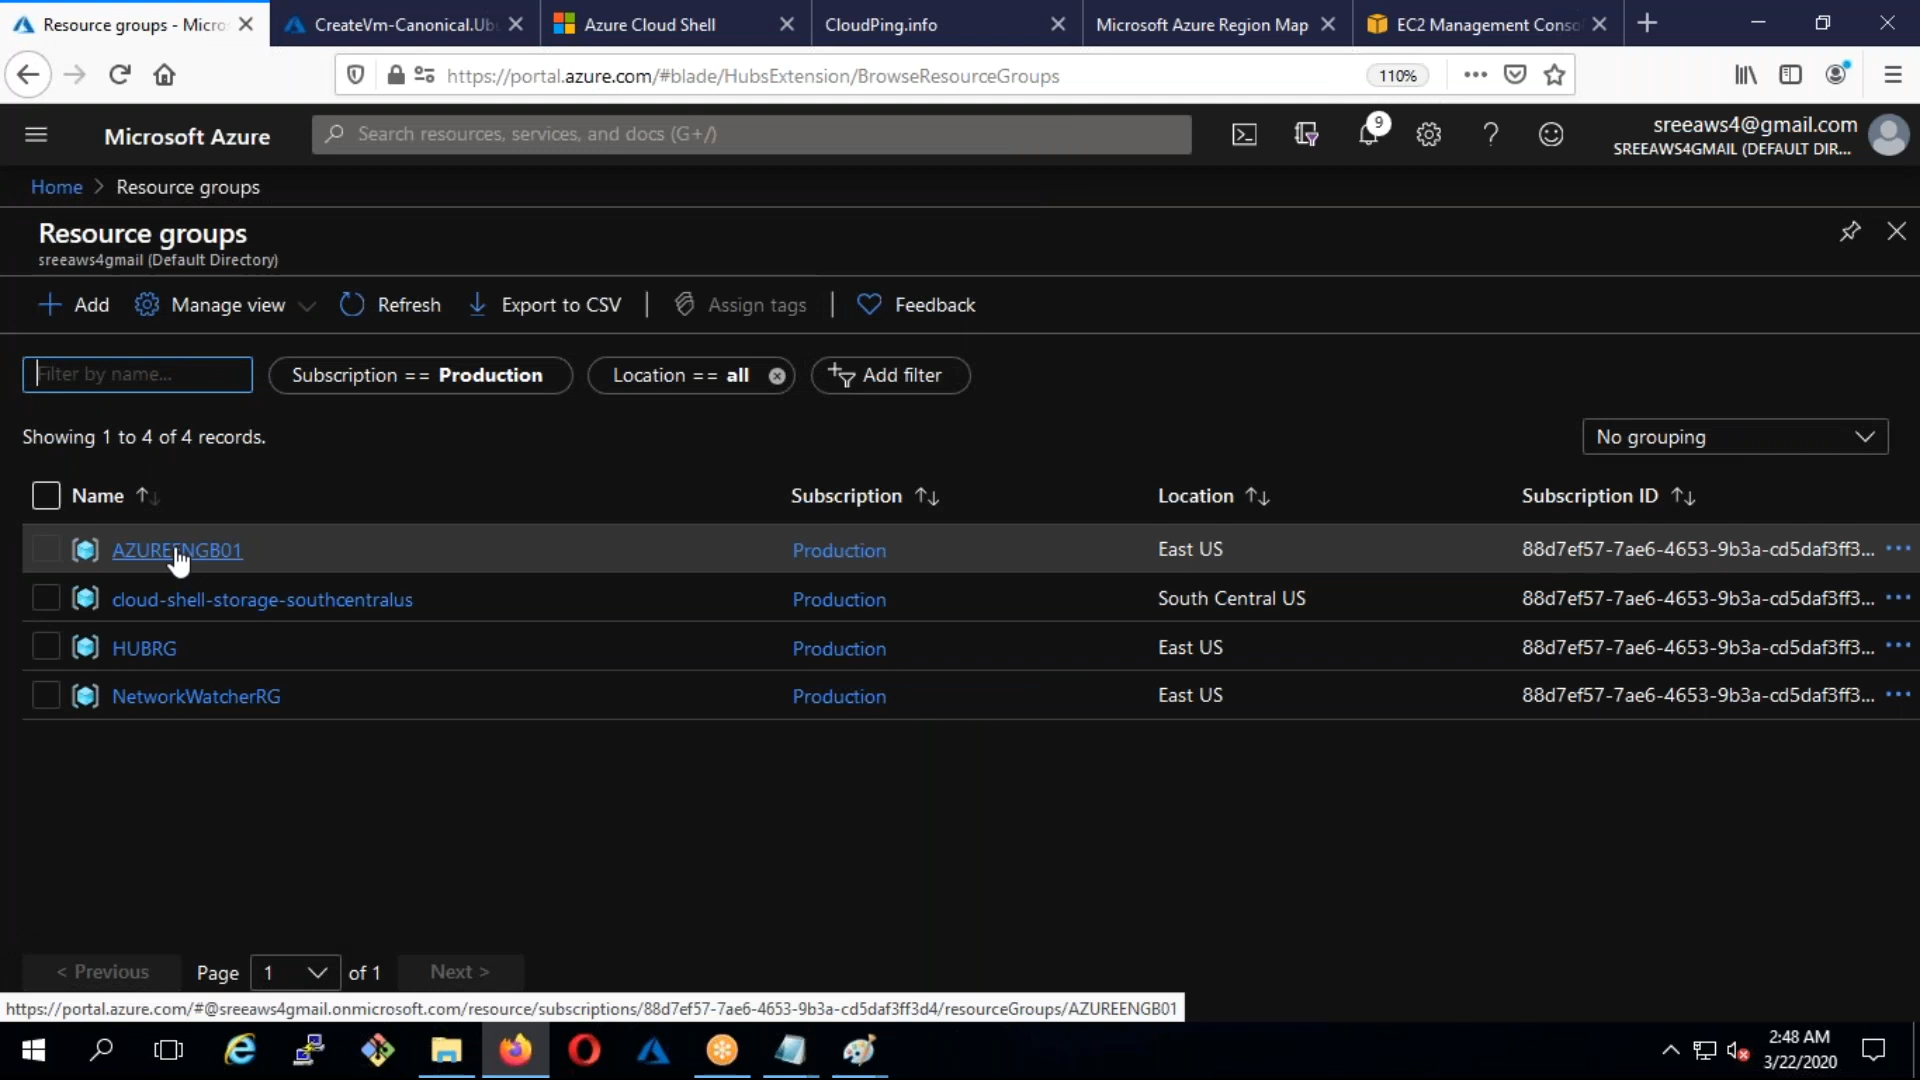 Resource groups - Micro
CreateVm-Canonical.Ub
Azure Cloud Shell
CloudPing.info
Microsoft Azure Region Map
EC2 Management Conso
https://portal.azure.com/#blade/HubsExtension/BrowseResourceGroups
110%
Microsoft Azure
Search resources, services, and docs (G+/)
9
sreeaws4@gmail.com
SREEAWS4GMAIL (DEFAULT DIR...
Home > Resource groups
Resource groups
sreeaws4gmail (Default Directory)
Add
Manage view
Refresh
Export to CSV
Assign tags
Feedback
Filter by name...
Subscription == Production
Location == all
Add filter
Showing 1 to 4 of 4 records.
No grouping
Name Subscription Location Subscription ID
AZUREENGB01 Production East US 88d7ef57-7ae6-4653-9b3a-cd5daf3ff3... ...
cloud-shell-storage-southcentralus Production South Central US 88d7ef57-7ae6-4653-9b3a-cd5daf3ff3... ...
HUBRG Production East US 88d7ef57-7ae6-4653-9b3a-cd5daf3ff3... ...
NetworkWatcherRG Production East US 88d7ef57-7ae6-4653-9b3a-cd5daf3ff3... ...
< Previous Page 1 of 1 Next >
https://portal.azure.com/#@sreeaws4gmail.onmicrosoft.com/resource/subscriptions/88d7ef57-7ae6-4653-9b3a-cd5daf3ff3d4/resourceGroups/AZUREENGB01
2:48 AM
3/22/2020